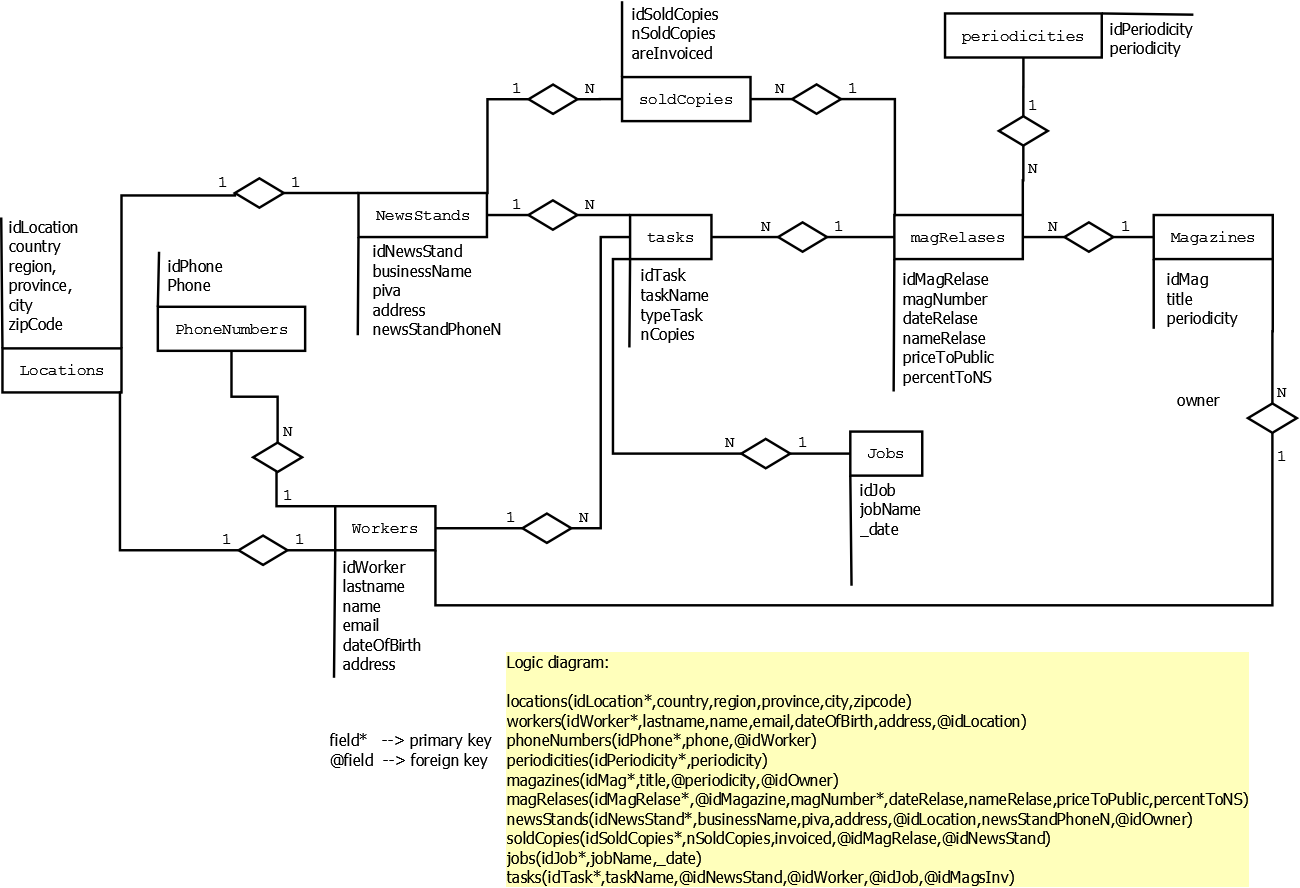 idSoldCopies
nSoldCopies
areInvoiced
soldCopies
1
N
N
1
periodicities
idPeriodicity
periodicity
1
N
1
1
NewsStands
idNewsStand
businessName
piva
address
newsStandPhoneN
1
N
tasks
idTask
taskName
typeTask
nCopies
N
1
magRelases
idMagRelase
magNumber
dateRelase
nameRelase
priceToPublic
percentToNS
N
1
Magazines
idMag
title
periodicity
idLocation
country
region,
province,
city
zipCode
Locations
idPhone
Phone
PhoneNumbers
N
1
owner
N
1
N
1
Jobs
idJob
jobName
_date
1
1
Workers
idWorker
lastname
name
email
dateOfBirth
address
1
N
field* --> primary key
@field --> foreign key
Logic diagram:
locations(idLocation*,country,region,province,city,zipcode)
workers(idWorker*,lastname,name,email,dateOfBirth,address,@idLocation)
phoneNumbers(idPhone*,phone,@idWorker)
periodicities(idPeriodicity*,periodicity)
magazines(idMag*,title,@periodicity,@idOwner)
magRelases(idMagRelase*,@idMagazine,magNumber*,dateRelase,nameRelase,priceToPublic,percentToNS)
newsStands(idNewsStand*,businessName,piva,address,@idLocation,newsStandPhoneN,@idOwner)
soldCopies(idSoldCopies*,nSoldCopies,invoiced,@idMagRelase,@idNewsStand)
jobs(idJob*,jobName,_date)
tasks(idTask*,taskName,@idNewsStand,@idWorker,@idJob,@idMagsInv)